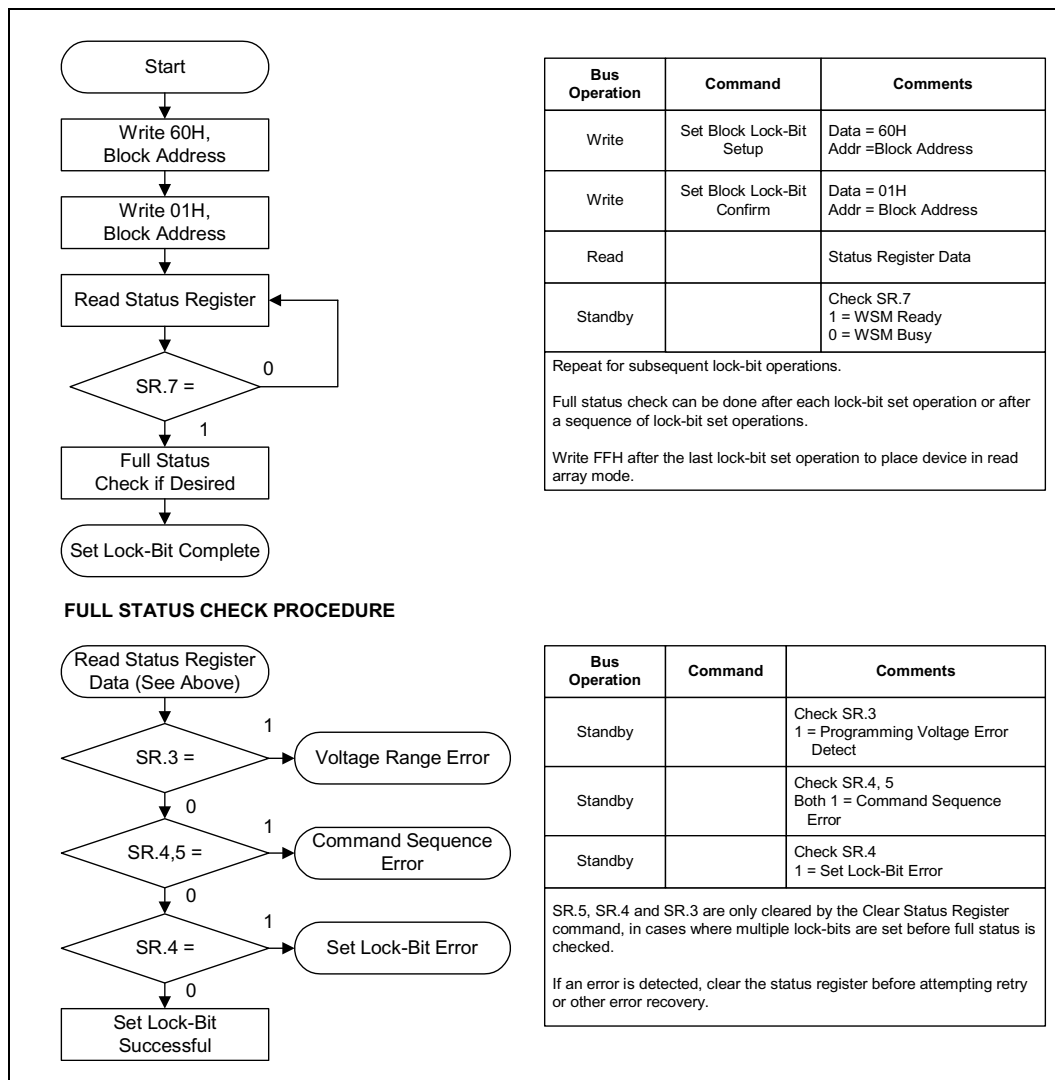 Start
Write 60H,
Block Address
Write 01H,
Block Address
Read Status Register
0
SR.7 =
1
Full Status
Check if Desired
Set Lock-Bit Complete
Bus
Operation
Command
Comments
Write
Set Block Lock-Bit
Setup
Data = 60H
Addr =Block Address
Write
Set Block Lock-Bit
Confirm
Data = 01H
Addr = Block Address
Read
Status Register Data
Standby
Check SR.7
1 = WSM Ready
0 = WSM Busy
Repeat for subsequent lock-bit operations.
Full status check can be done after each lock-bit set operation or after
a sequence of lock-bit set operations.
Write FFH after the last lock-bit set operation to place device in read
array mode.
FULL STATUS CHECK PROCEDURE
Read Status Register
Data (See Above)
1
SR.3 =
Voltage Range Error
0
1
SR.4,5 =
Command Sequence
Error
0
1
SR.4 =
Set Lock-Bit Error
0
Set Lock-Bit
Successful
Bus
Operation
Command
Comments
Standby
Check SR.3
1 = Programming Voltage Error
Detect
Standby
Check SR.4, 5
Both 1 = Command Sequence
Error
Standby
Check SR.4
1 = Set Lock-Bit Error
SR.5, SR.4 and SR.3 are only cleared by the Clear Status Register
command, in cases where multiple lock-bits are set before full status is
checked.
If an error is detected, clear the status register before attempting retry
or other error recovery.